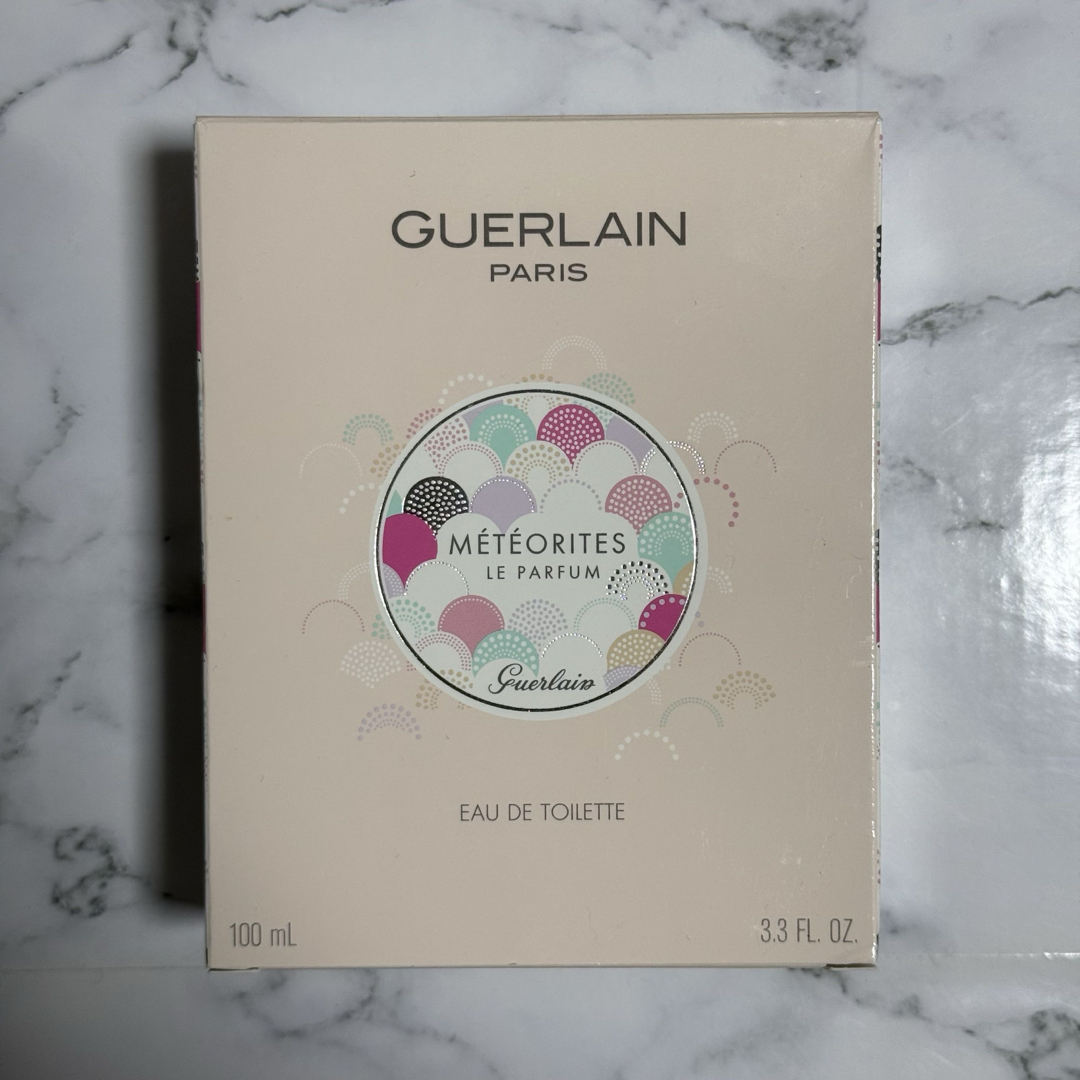 GUERLAIN
PARIS
MÉTÉORITES
LE PARFUM
Guerlain
EAU DE TOILETTE
100 mL
3.3 FL. OZ.